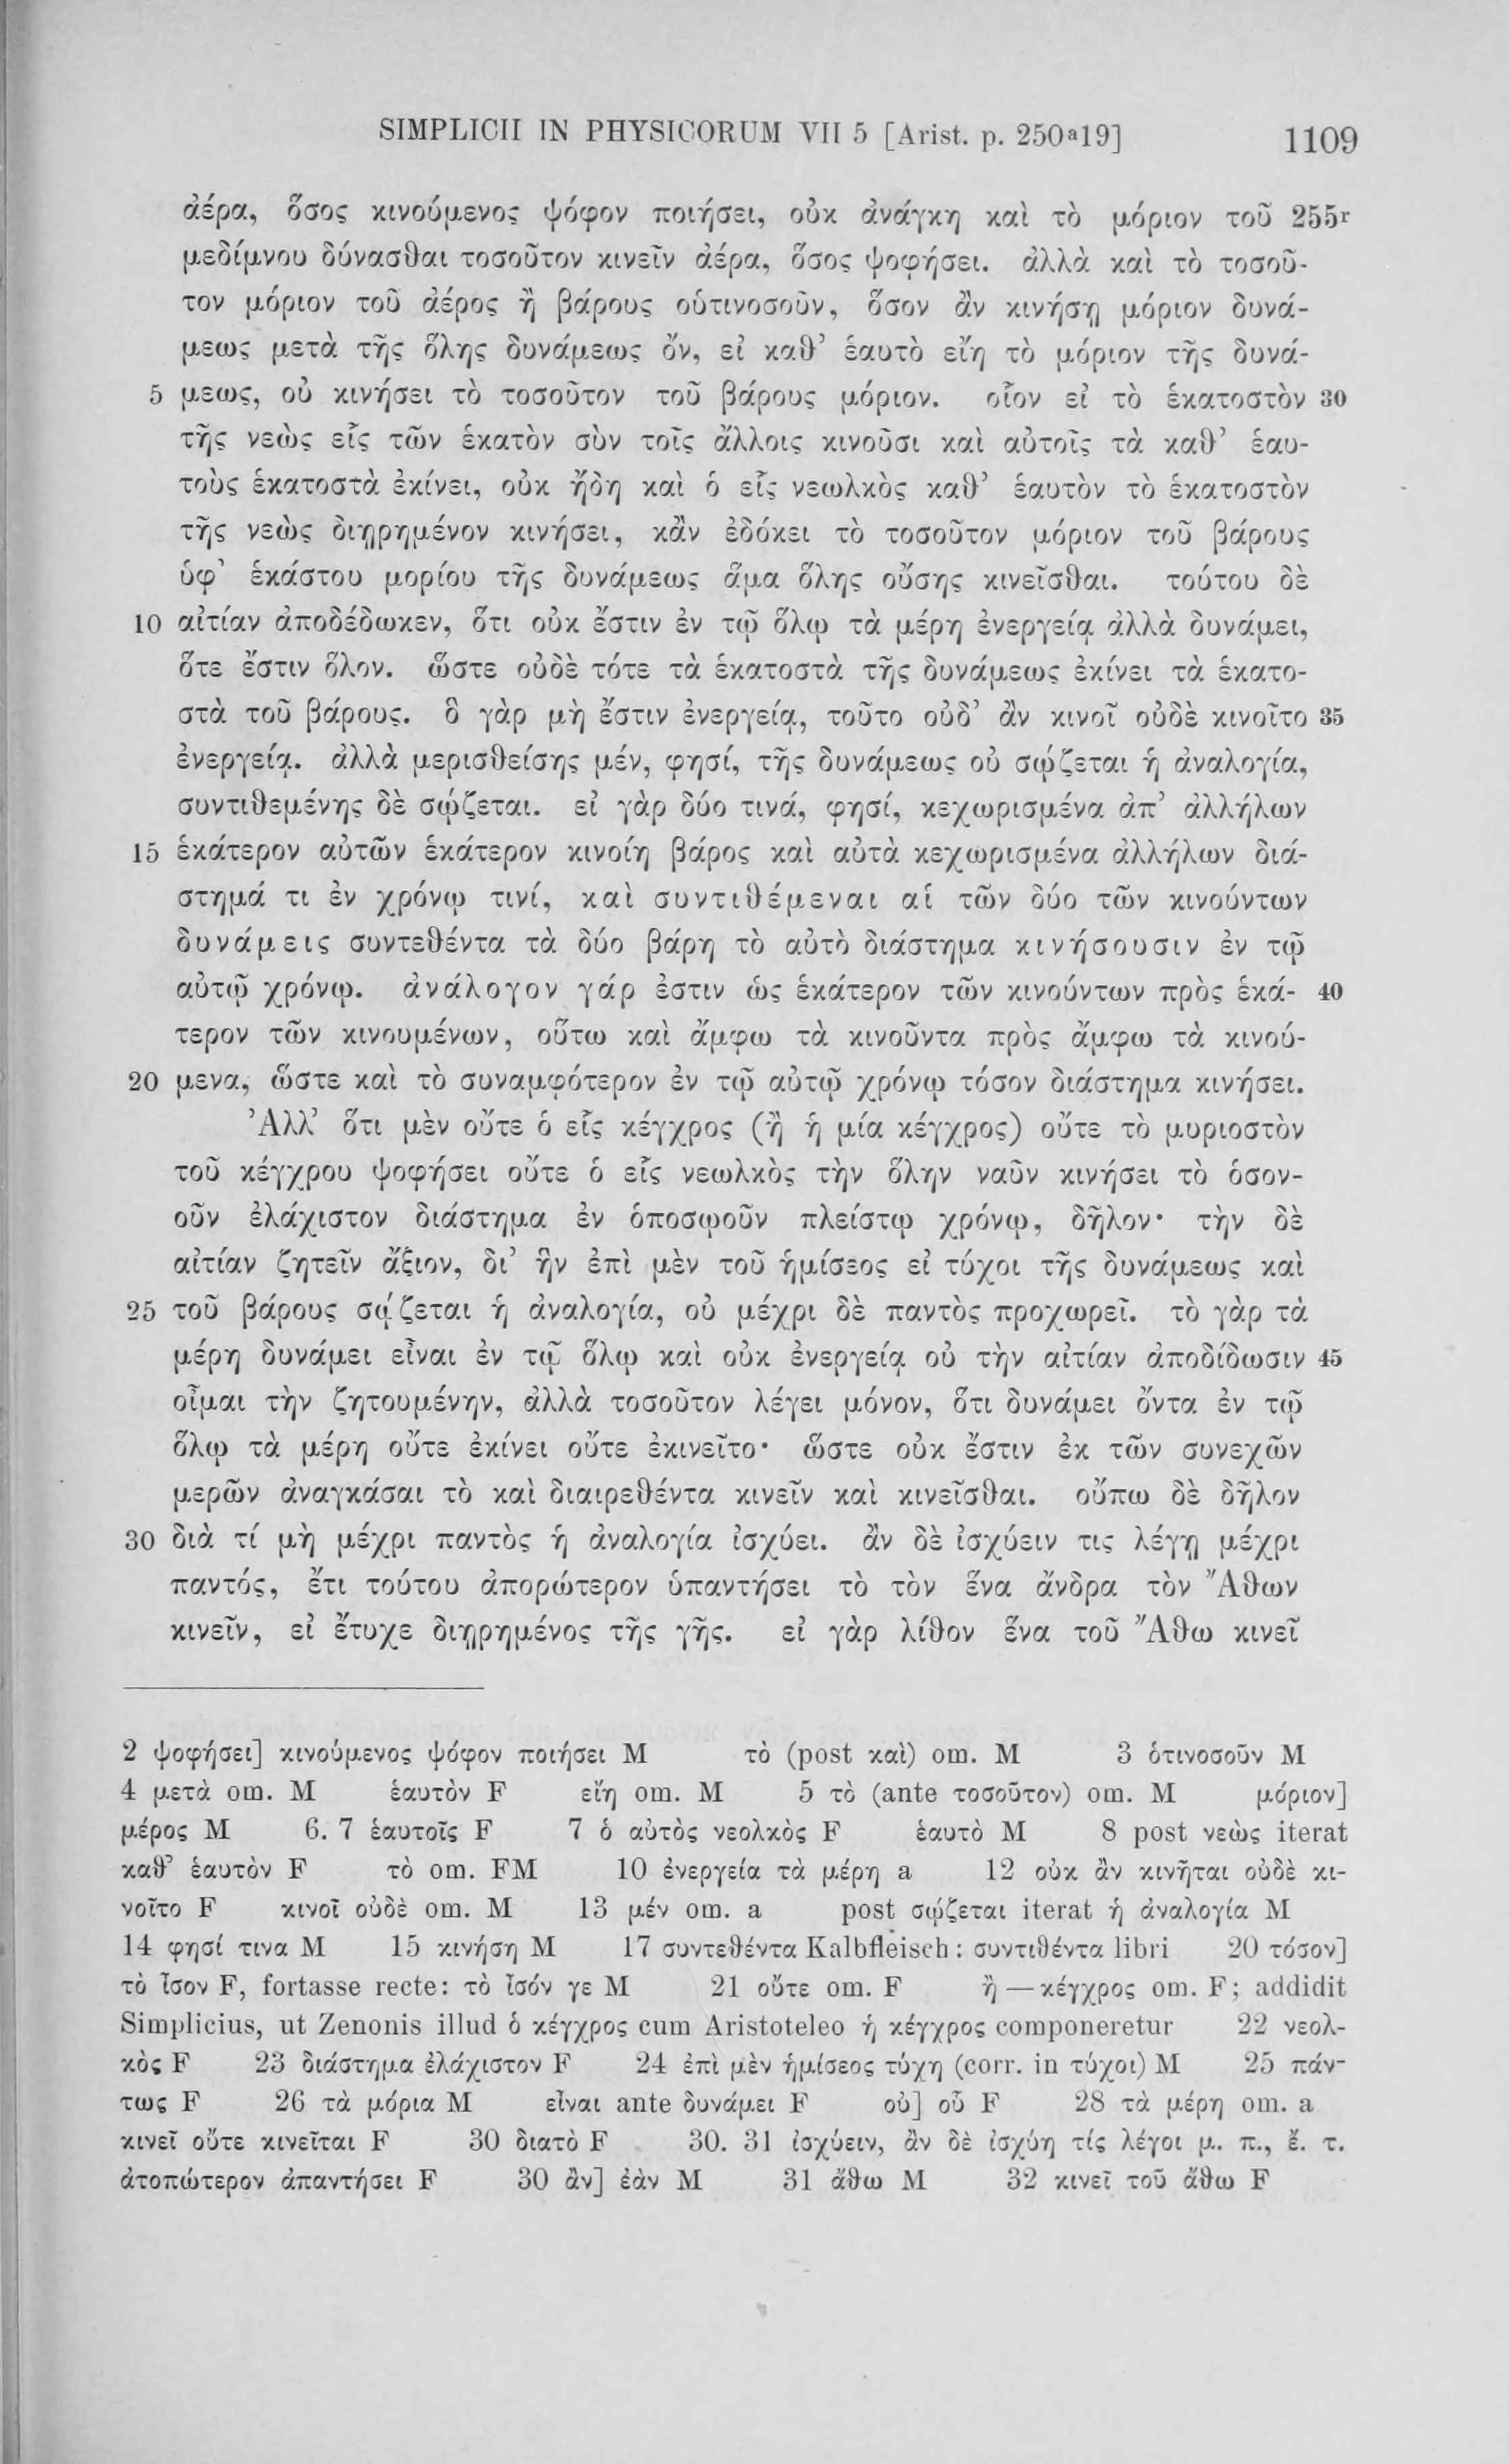 SIMPLICII IN PHYSICORUM VII 5 [Arist. p. 250ᵃ19] 1109
ἀέρα, ὅσος κινούμενος ψόφον ποιήσει, οὐκ ἀνάγκη καὶ τὸ μόριον τοῦ 255ʳ
μεδίμνου δύνασθαι τοσοῦτον κινεῖν ἀέρα, ὅσος ψοφήσει. ἀλλὰ καὶ τὸ τοσοῦ-
τον μόριον τοῦ ἀέρος ἢ βάρους οὑτινοσοῦν, ὅσον ἂν κινήσῃ μόριον δυνά-
μεως μετὰ τῆς ὅλης δυνάμεως ὄν, εἰ καθ’ ἑαυτὸ εἴη τὸ μόριον τῆς δυνά-
5 μεως, οὐ κινήσει τὸ τοσοῦτον τοῦ βάρους μόριον. οἷον εἰ τὸ ἑκατοστὸν 30
τῆς νεὼς εἷς τῶν ἑκατὸν σὺν τοῖς ἄλλοις κινοῦσι καὶ αὐτοῖς τὰ καθ’ ἑαυ-
τοὺς ἑκατοστὰ ἐκίνει, οὐκ ἤδη καὶ ὁ εἷς νεωλκὸς καθ’ ἑαυτὸν τὸ ἑκατοστὸν
τῆς νεὼς διῃρημένον κινήσει, κἂν ἐδόκει τὸ τοσοῦτον μόριον τοῦ βάρους
ὑφ’ ἑκάστου μορίου τῆς δυνάμεως ἅμα ὅλης οὔσης κινεῖσθαι. τούτου δὲ
10 αἰτίαν ἀποδέδωκεν, ὅτι οὐκ ἔστιν ἐν τῷ ὅλῳ τὰ μέρη ἐνεργείᾳ ἀλλὰ δυνάμει,
ὅτε ἔστιν ὅλον. ὥστε οὐδὲ τότε τὰ ἑκατοστὰ τῆς δυνάμεως ἐκίνει τὰ ἑκατο-
στὰ τοῦ βάρους. ὃ γὰρ μὴ ἔστιν ἐνεργείᾳ, τοῦτο οὐδ’ ἂν κινοῖ οὐδὲ κινοῖτο 35
ἐνεργείᾳ. ἀλλὰ μερισθείσης μέν, φησί, τῆς δυνάμεως οὐ σῴζεται ἡ ἀναλογία,
συντιθεμένης δὲ σῴζεται. εἰ γὰρ δύο τινά, φησί, κεχωρισμένα ἀπ’ ἀλλήλων
15 ἑκάτερον αὐτῶν ἑκάτερον κινοίη βάρος καὶ αὐτὰ κεχωρισμένα ἀλλήλων διά-
στημά τι ἐν χρόνῳ τινί, καὶ συντιθέμεναι αἱ τῶν δύο τῶν κινούντων
δυνάμεις συντεθέντα τὰ δύο βάρη τὸ αὐτὸ διάστημα κινήσουσιν ἐν τῷ
αὐτῷ χρόνῳ. ἀνάλογον γάρ ἐστιν ὡς ἑκάτερον τῶν κινούντων πρὸς ἑκά- 40
τερον τῶν κινουμένων, οὕτω καὶ ἄμφω τὰ κινοῦντα πρὸς ἄμφω τὰ κινού-
20 μενα, ὥστε καὶ τὸ συναμφότερον ἐν τῷ αὐτῷ χρόνῳ τόσον διάστημα κινήσει.
Ἀλλ’ ὅτι μὲν οὔτε ὁ εἷς κέγχρος (ἢ ἡ μία κέγχρος) οὔτε τὸ μυριοστὸν
τοῦ κέγχρου ψοφήσει οὔτε ὁ εἷς νεωλκὸς τὴν ὅλην ναῦν κινήσει τὸ ὁσον-
οῦν ἐλάχιστον διάστημα ἐν ὁποσῳοῦν πλείστῳ χρόνῳ, δῆλον· τὴν δὲ
αἰτίαν ζητεῖν ἄξιον, δι’ ἣν ἐπὶ μὲν τοῦ ἡμίσεος εἰ τύχοι τῆς δυνάμεως καὶ
25 τοῦ βάρους σῴζεται ἡ ἀναλογία, οὐ μέχρι δὲ παντὸς προχωρεῖ. τὸ γὰρ τὰ
μέρη δυνάμει εἶναι ἐν τῷ ὅλῳ καὶ οὐκ ἐνεργείᾳ οὐ τὴν αἰτίαν ἀποδίδωσιν 45
οἶμαι τὴν ζητουμένην, ἀλλὰ τοσοῦτον λέγει μόνον, ὅτι δυνάμει ὄντα ἐν τῷ
ὅλῳ τὰ μέρη οὔτε ἐκίνει οὔτε ἐκινεῖτο· ὥστε οὐκ ἔστιν ἐκ τῶν συνεχῶν
μερῶν ἀναγκάσαι τὸ καὶ διαιρεθέντα κινεῖν καὶ κινεῖσθαι. οὔπω δὲ δῆλον
30 διὰ τί μὴ μέχρι παντὸς ἡ ἀναλογία ἰσχύει. ἂν δὲ ἰσχύειν τις λέγῃ μέχρι
παντός, ἔτι τούτου ἀπορώτερον ὑπαντήσει τὸ τὸν ἕνα ἄνδρα τὸν Ἄθων
κινεῖν, εἰ ἔτυχε διῃρημένος τῆς γῆς. εἰ γὰρ λίθον ἕνα τοῦ Ἄθω κινεῖ
2 ψοφήσει] κινούμενος ψόφον ποιήσει M τὸ (post καὶ) om. M 3 ὁτινοσοῦν M
4 μετὰ om. M ἑαυτὸν F εἴη om. M 5 τὸ (ante τοσοῦτον) om. M μόριον]
μέρος M 6. 7 ἑαυτοῖς F 7 ὁ αὐτὸς νεολκὸς F ἑαυτὸ M 8 post νεὼς iterat
καθ’ ἑαυτὸν F τὸ om. FM 10 ἐνεργεία τὰ μέρη a 12 οὐκ ἂν κινῆται οὐδὲ κι-
νοῖτο F κινοῖ οὐδὲ om. M 13 μέν om. a post σῴζεται iterat ἡ ἀναλογία M
14 φησί τινα M 15 κινήση M 17 συντεθέντα Kalbfleisch : συντιθέντα libri 20 τόσον]
τὸ ἴσον F, fortasse recte: τὸ ἴσόν γε M 21 οὔτε om. F ἢ — κέγχρος om. F; addidit
Simplicius, ut Zenonis illud ὁ κέγχρος cum Aristoteleo ἡ κέγχρος componeretur 22 νεολ-
κὸς F 23 διάστημα ἐλάχιστον F 24 ἐπὶ μὲν ἡμίσεος τύχη (corr. in τύχοι) M 25 πάν-
τως F 26 τὰ μόρια M εἶναι ante δυνάμει F οὐ] οὗ F 28 τὰ μέρη om. a
κινεῖ οὔτε κινεῖται F 30 διατὸ F 30. 31 ἰσχύειν, ἂν δὲ ἰσχύη τίς λέγοι μ. π., ἔ. τ.
ἀτοπώτερον ἀπαντήσει F 30 ἂν] ἐὰν M 31 ἄθω M 32 κινεῖ τοῦ ἄθω F